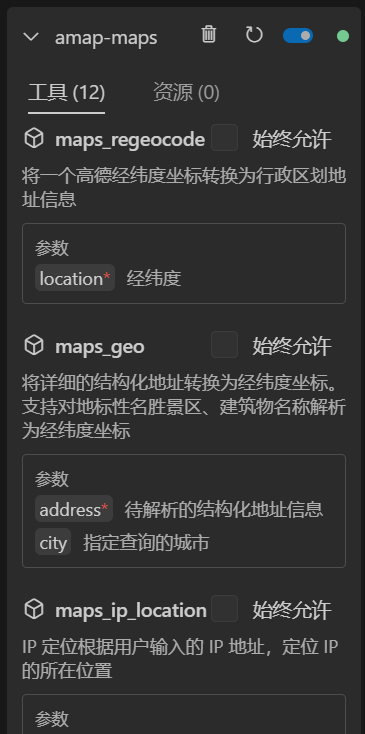 amap-maps
工具 (12) 资源 (0)
maps_regeocode 始终允许
将一个高德经纬度坐标转换为行政区划地
址信息
参数
location* 经纬度
maps_geo 始终允许
将详细的结构化地址转换为经纬度坐标。
支持对地标性名胜景区、建筑物名称解析
为经纬度坐标
参数
address* 待解析的结构化地址信息
city 指定查询的城市
maps_ip_location 始终允许
IP 定位根据用户输入的 IP 地址，定位 IP
的所在位置
参数